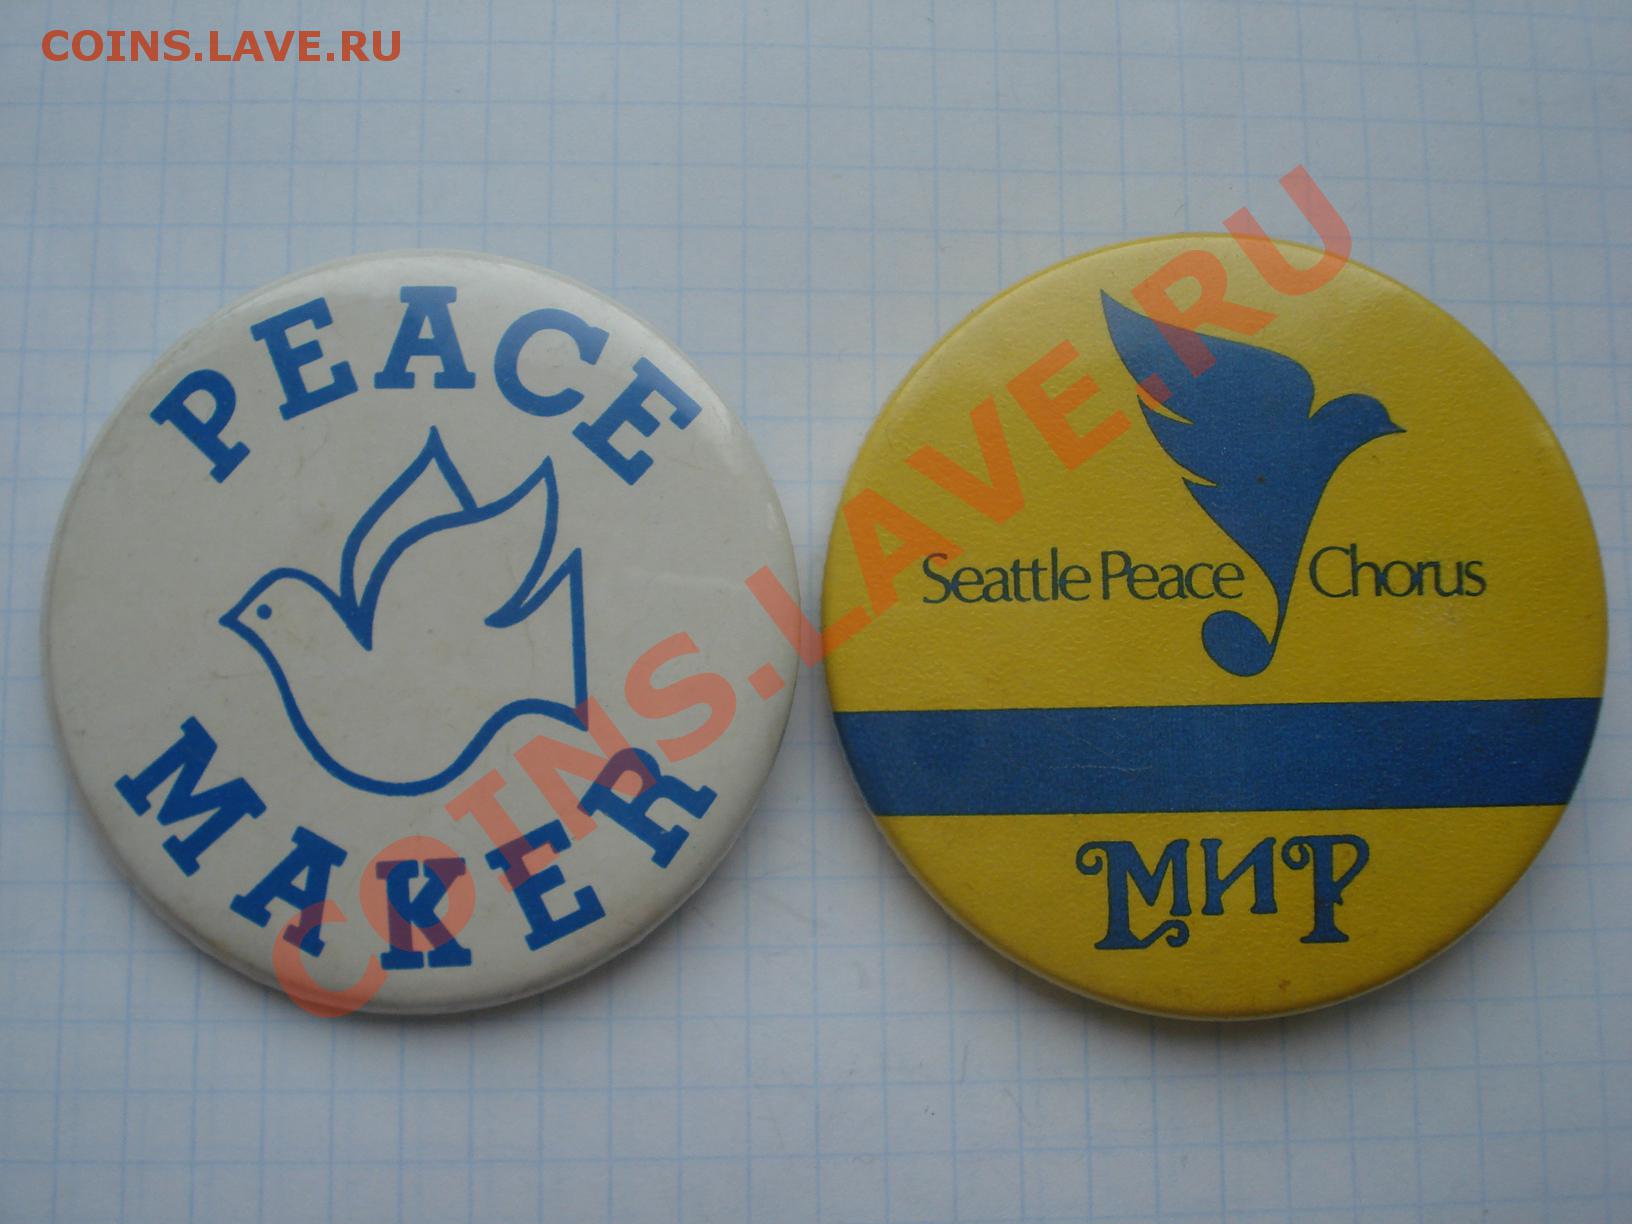 COINS.LAVE.RU
PEACE
MAKER
Seattle Peace Chorus
МИР
COINS.LAVE.RU